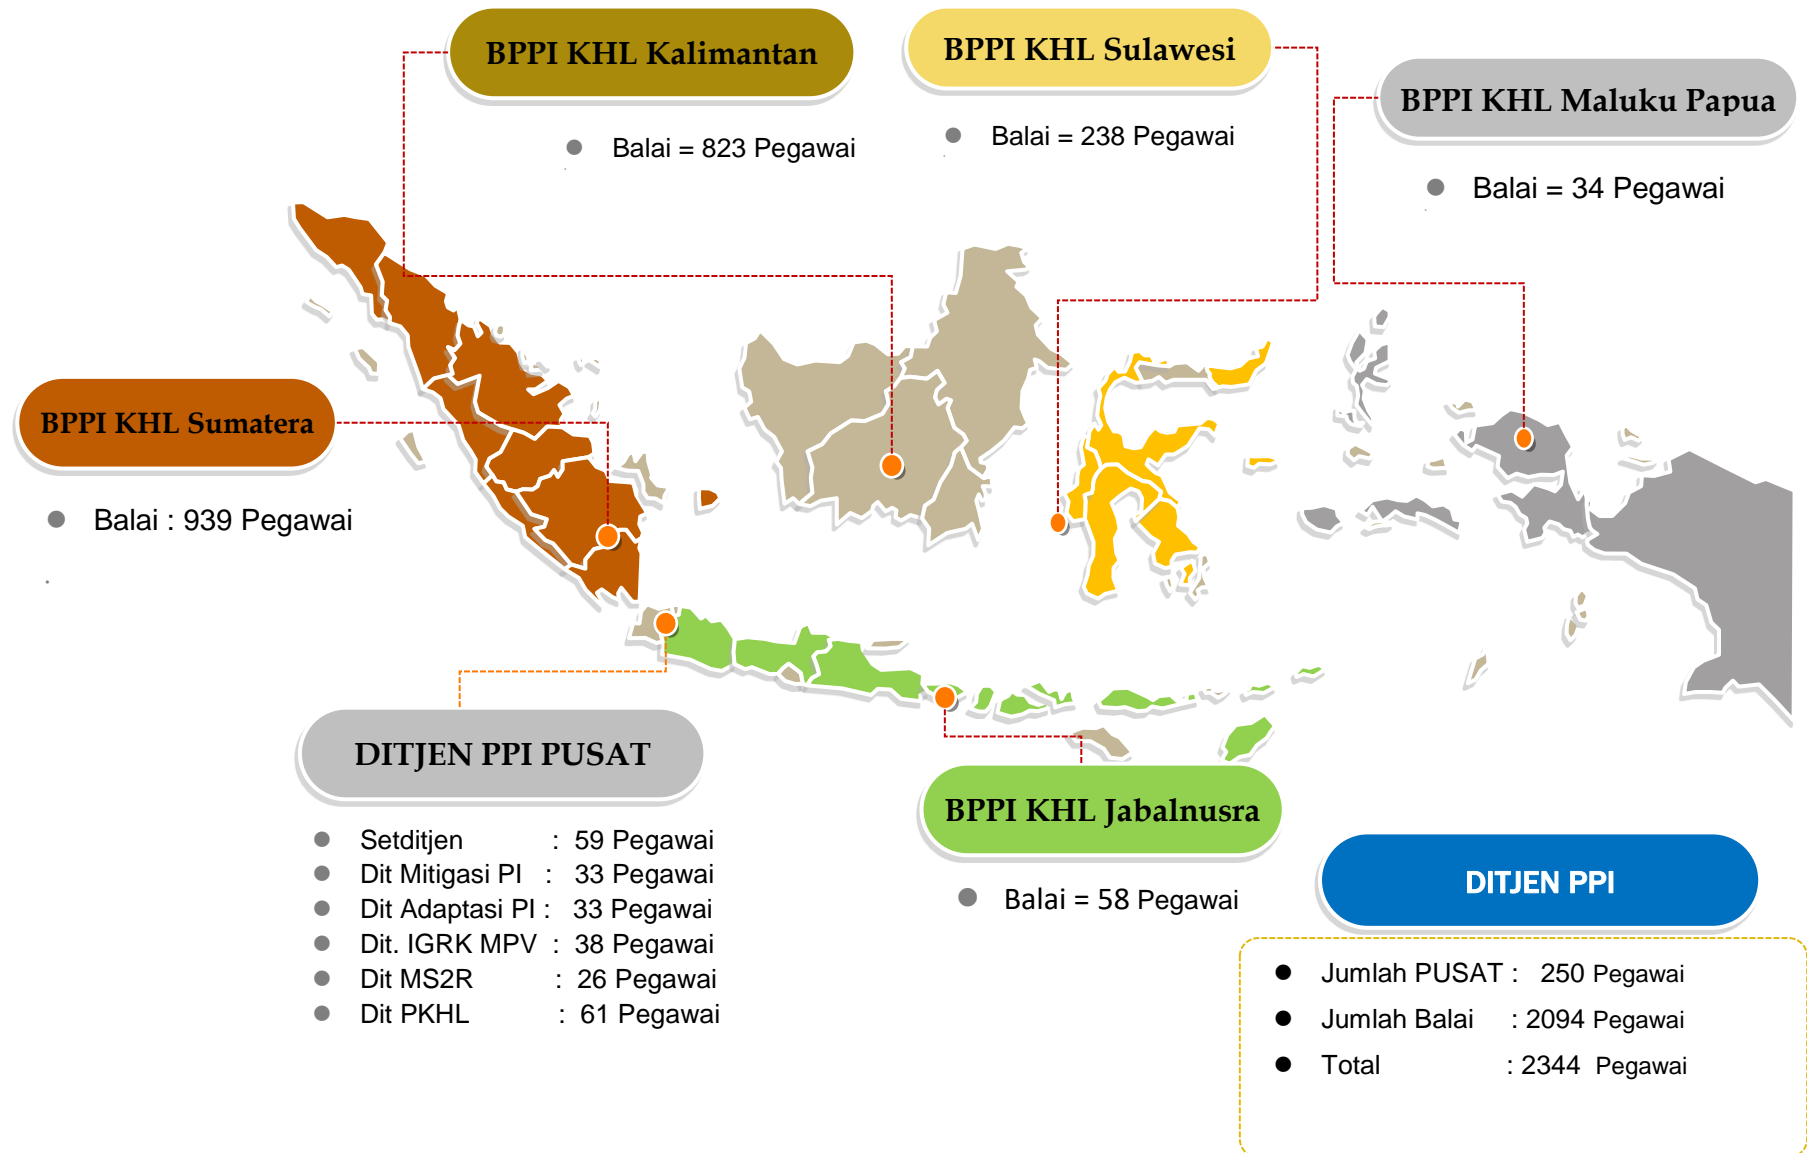 BPPI KHL Kalimantan
Balai = 823 Pegawai
BPPI KHL Sulawesi
Balai = 238 Pegawai
BPPI KHL Maluku Papua
Balai = 34 Pegawai
BPPI KHL Sumatera
Balai : 939 Pegawai
DITJEN PPI PUSAT
Setditjen : 59 Pegawai
Dit Mitigasi PI : 33 Pegawai
Dit Adaptasi PI : 33 Pegawai
Dit. IGRK MPV : 38 Pegawai
Dit MS2R : 26 Pegawai
Dit PKHL : 61 Pegawai
BPPI KHL Jabalnusra
Balai = 58 Pegawai
DITJEN PPI
Jumlah PUSAT : 250 Pegawai
Jumlah Balai : 2094 Pegawai
Total : 2344 Pegawai